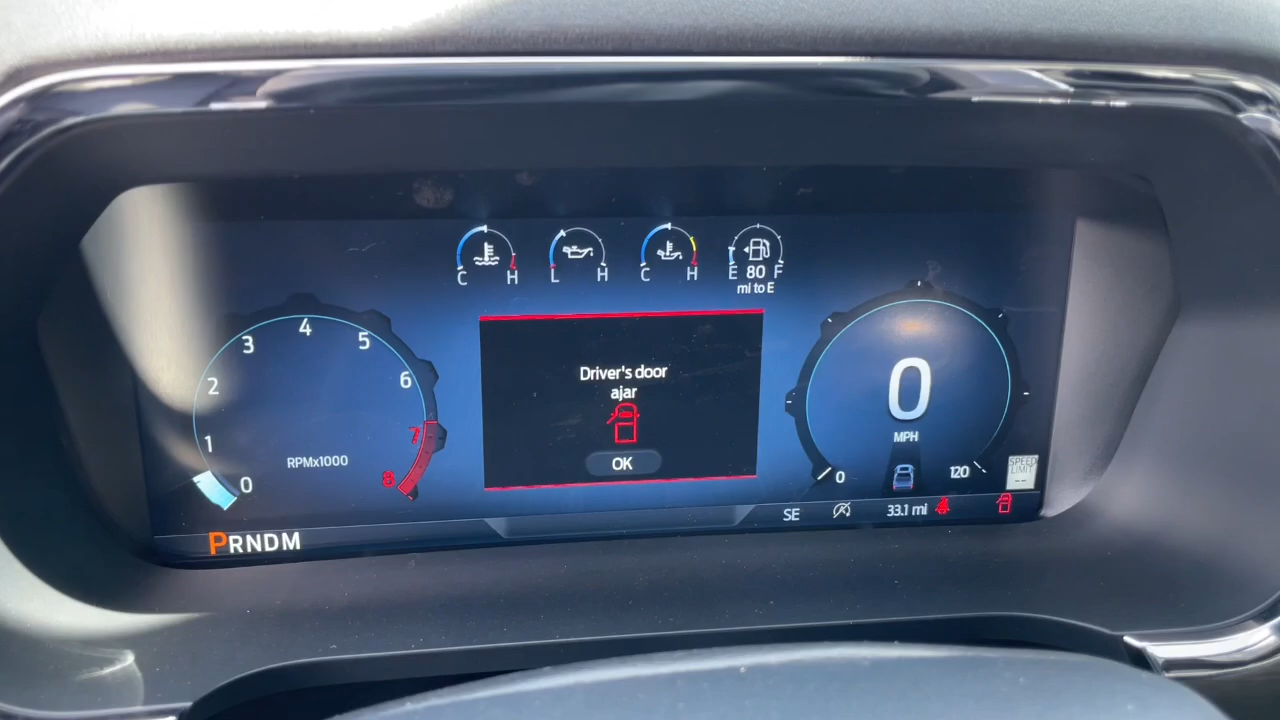 C H L H C H E 80 F
mi to E
4
3 5
2 6
1 7
0 8
RPMx1000
Driver's door
ajar
OK
0
MPH
0 120
SPEED
LIMIT
--
SE 33.1 mi
PRNDM